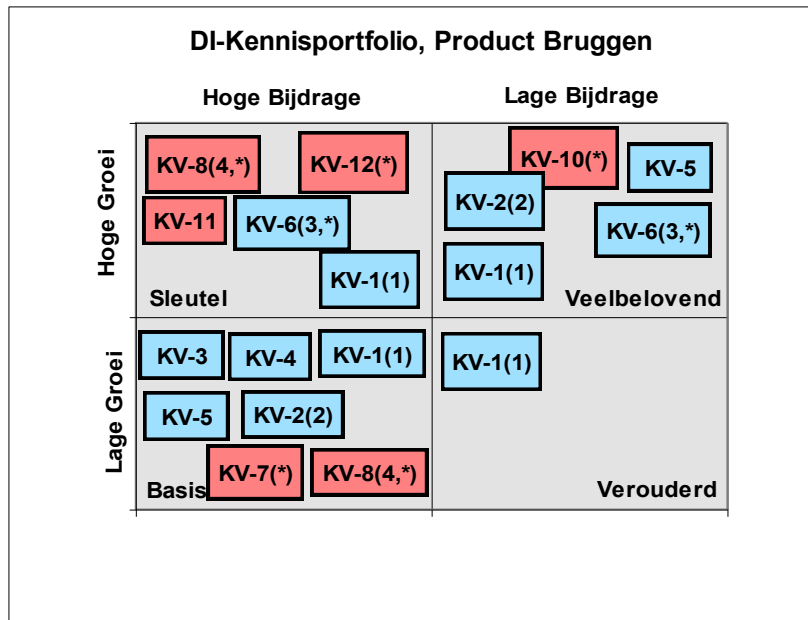 DI-Kennisportfolio, Product Bruggen
Hoge Bijdrage
Lage Bijdrage
Hoge Groei
KV-8(4,*)
KV-12(*)
KV-11
KV-6(3,*)
KV-1(1)
Sleutel
KV-10(*)
KV-5
KV-2(2)
KV-6(3,*)
KV-1(1)
Veelbelovend
Lage Groei
KV-3
KV-4
KV-1(1)
KV-5
KV-2(2)
KV-7(*)
KV-8(4,*)
Basis
KV-1(1)
Verouderd